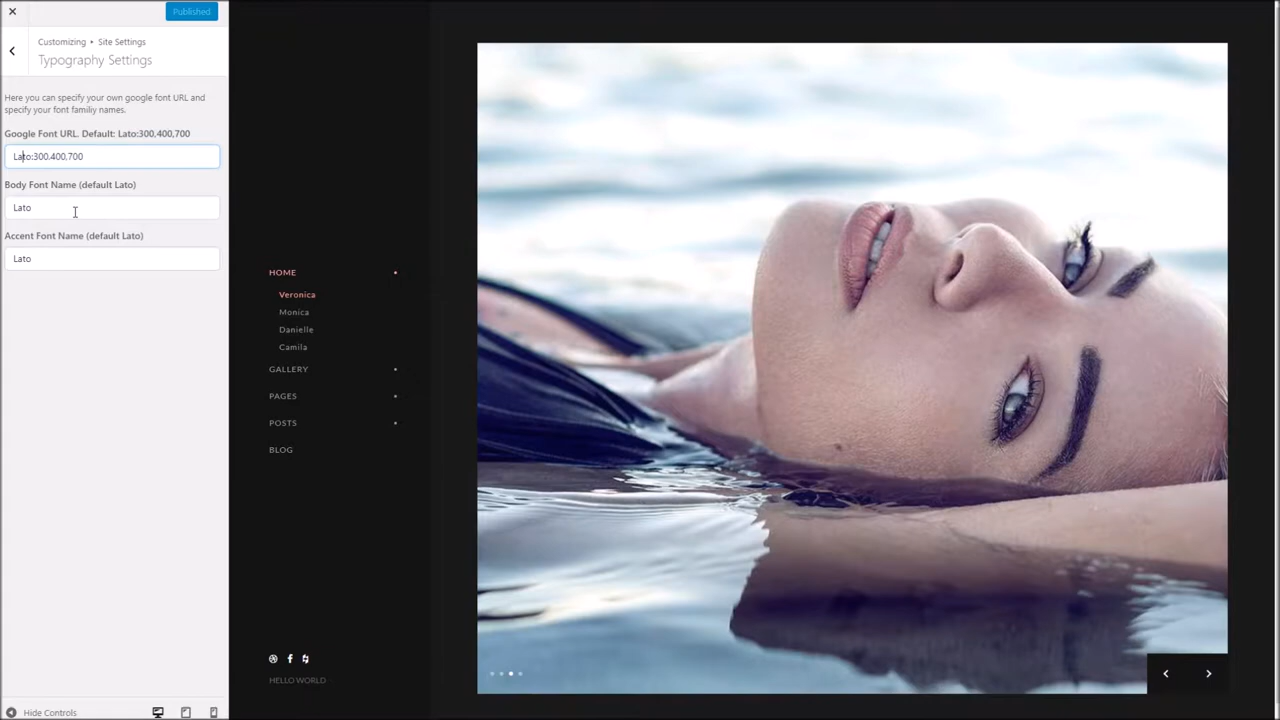 Published
Customizing ▸ Site Settings
Typography Settings
Here you can specify your own google font URL and
specify your font familiy names.
Google Font URL. Default: Lato:300,400,700
Lato:300,400,700
Body Font Name (default Lato)
Lato
Accent Font Name (default Lato)
Lato
Hide Controls
HOME
Veronica
Monica
Danielle
Camila
GALLERY
PAGES
POSTS
BLOG
HELLO WORLD